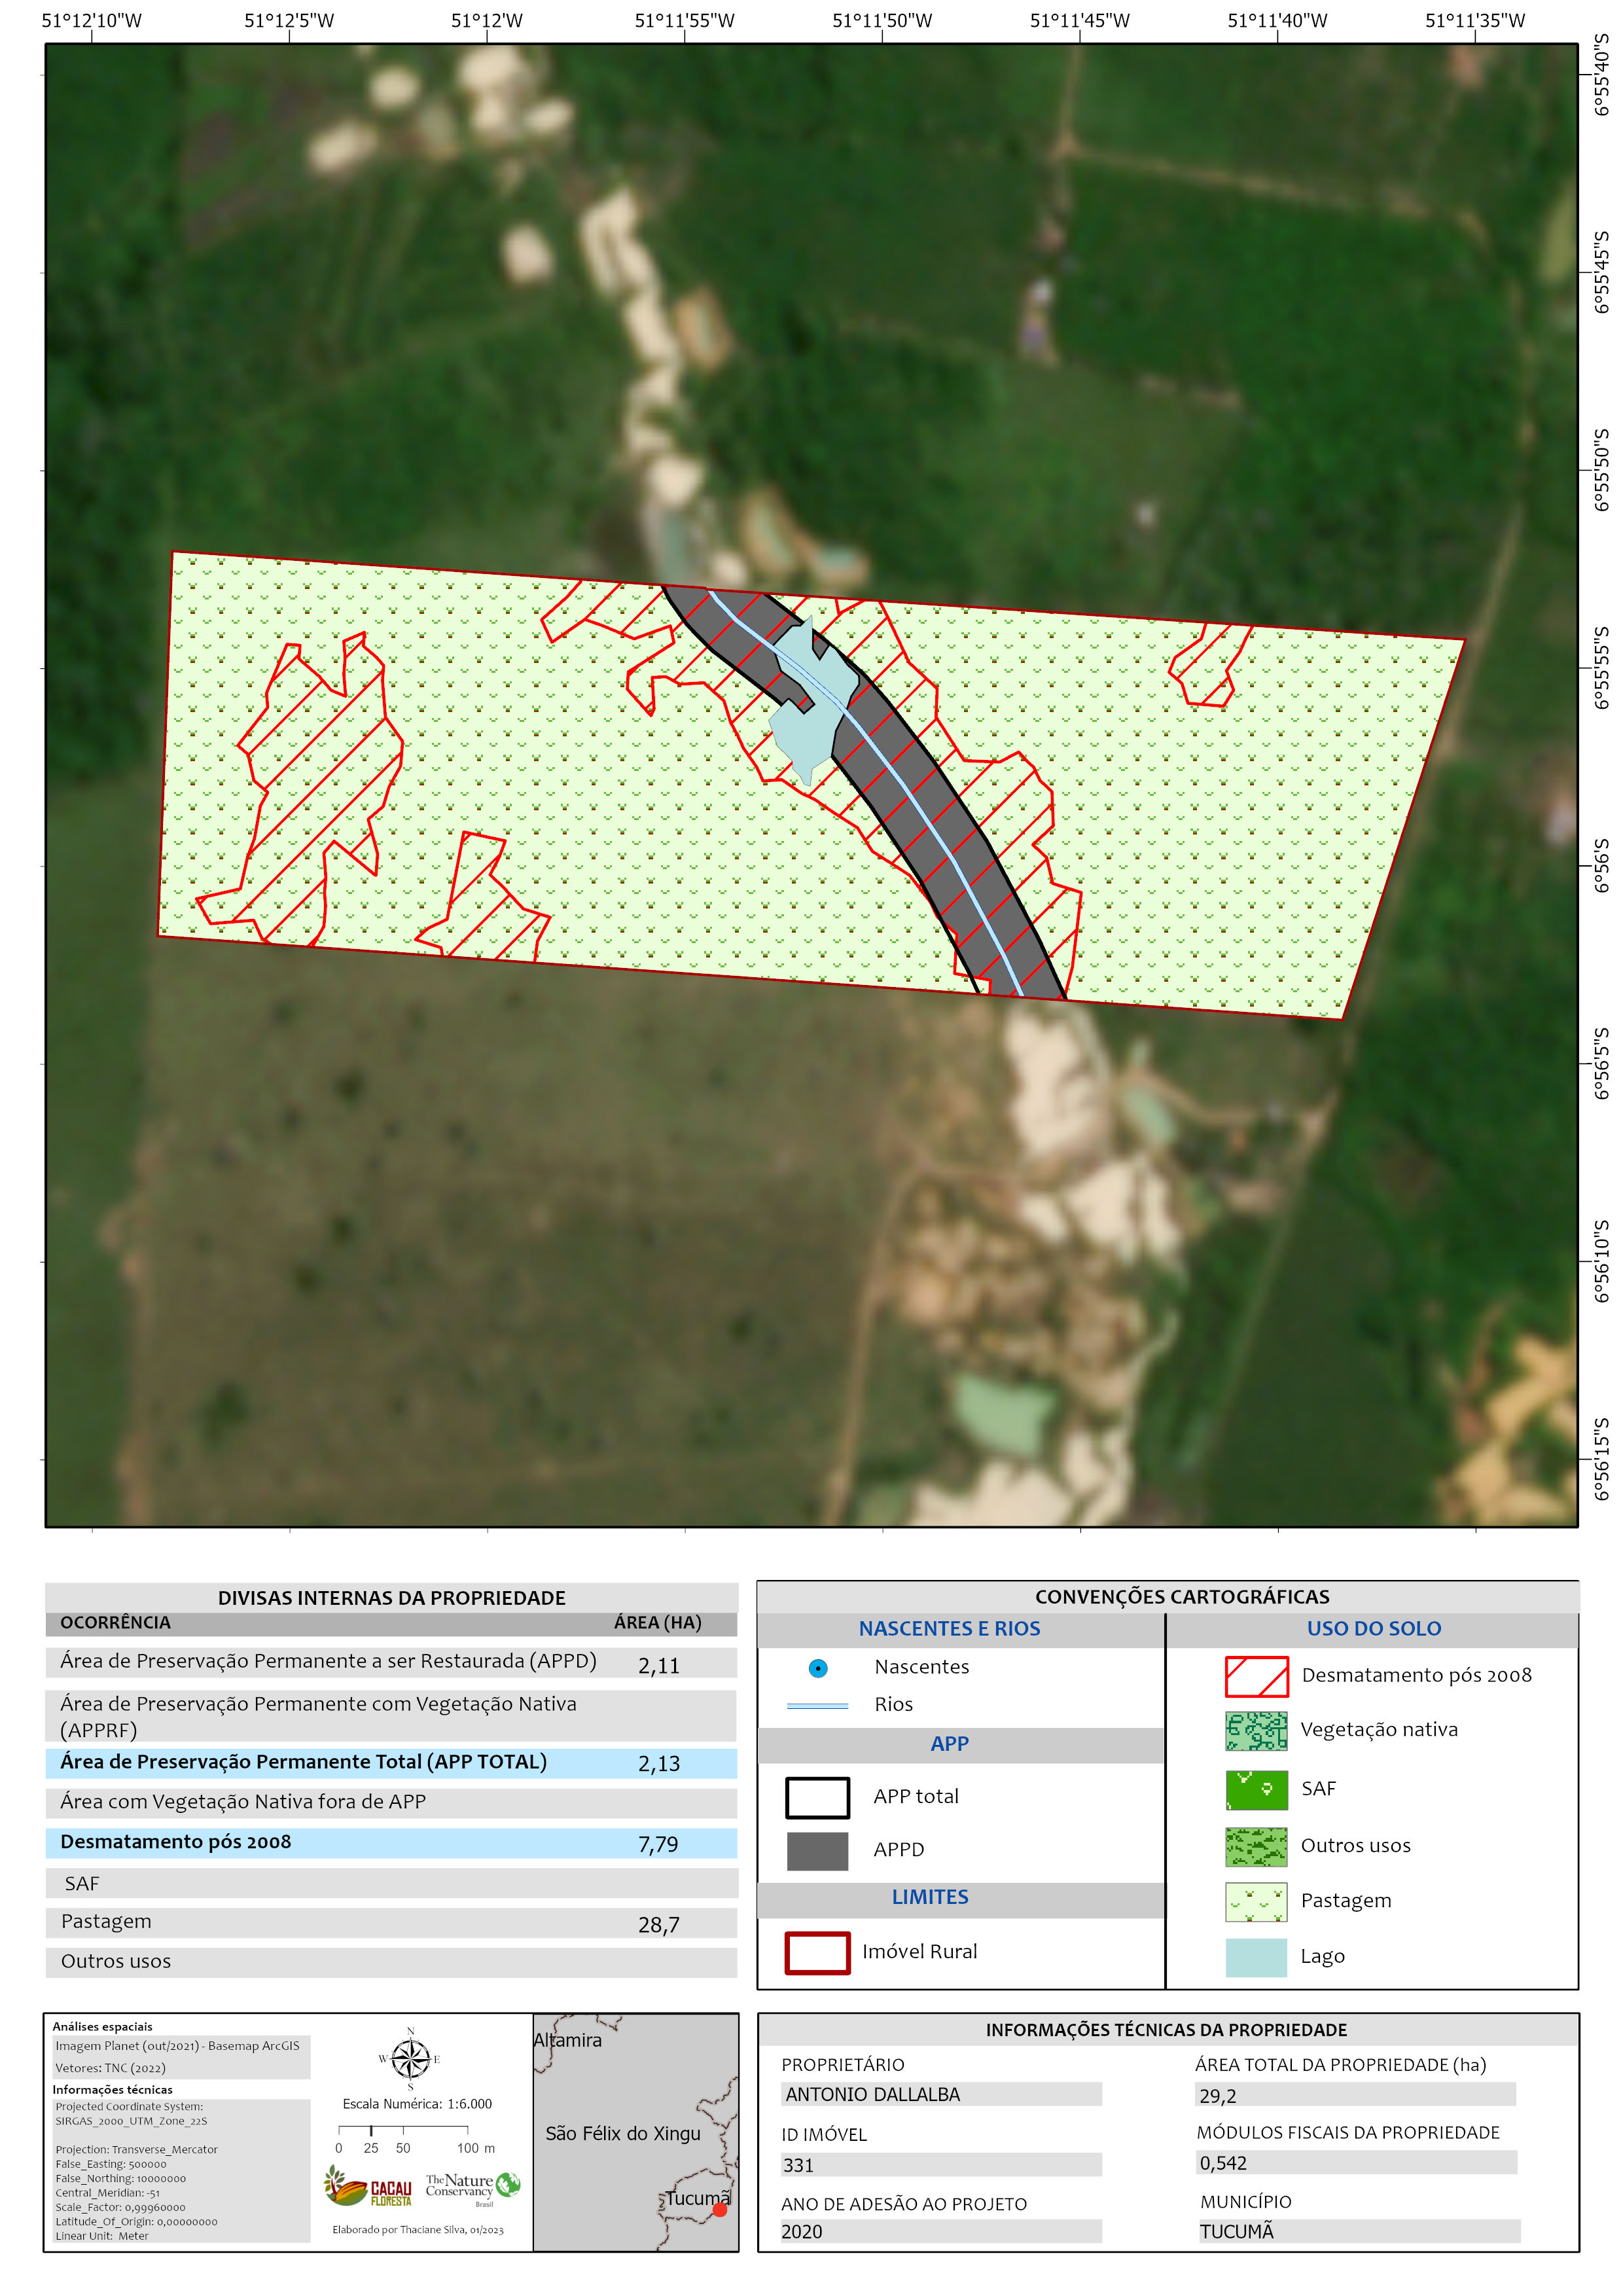 51°12'10"W 51°12'5"W 51°12'W 51°11'55"W 51°11'50"W 51°11'45"W 51°11'40"W 51°11'35"W
6°55'40"S
6°55'45"S
6°55'50"S
6°55'55"S
6°56'S
6°56'5"S
6°56'10"S
6°56'15"S
DIVISAS INTERNAS DA PROPRIEDADE
OCORRÊNCIA ÁREA (HA)
Área de Preservação Permanente a ser Restaurada (APPD) 2,11
Área de Preservação Permanente com Vegetação Nativa
(APPRF)
Área de Preservação Permanente Total (APP TOTAL) 2,13
Área com Vegetação Nativa fora de APP
Desmatamento pós 2008 7,79
SAF
Pastagem 28,7
Outros usos
CONVENÇÕES CARTOGRÁFICAS
NASCENTES E RIOS
Nascentes
Rios
APP
APP total
APPD
LIMITES
Imóvel Rural
USO DO SOLO
Desmatamento pós 2008
Vegetação nativa
SAF
Outros usos
Pastagem
Lago
Análises espaciais
Imagem Planet (out/2021) - Basemap ArcGIS
Vetores: TNC (2022)
Informações técnicas
Projected Coordinate System:
SIRGAS_2000_UTM_Zone_22S
Projection: Transverse_Mercator
False_Easting: 500000
False_Northing: 10000000
Central_Meridian: -51
Scale_Factor: 0,99960000
Latitude_Of_Origin: 0,00000000
Linear Unit: Meter
N
W E
S
Escala Numérica: 1:6.000
0 25 50 100 m
CACAU
FLORESTA
The Nature
Conservancy
Brasil
Elaborado por Thaciane Silva, 01/2023
Altamira
São Félix do Xingu
Tucumã
INFORMAÇÕES TÉCNICAS DA PROPRIEDADE
PROPRIETÁRIO
ANTONIO DALLALBA
ID IMÓVEL
331
ANO DE ADESÃO AO PROJETO
2020
ÁREA TOTAL DA PROPRIEDADE (ha)
29,2
MÓDULOS FISCAIS DA PROPRIEDADE
0,542
MUNICÍPIO
TUCUMÃ